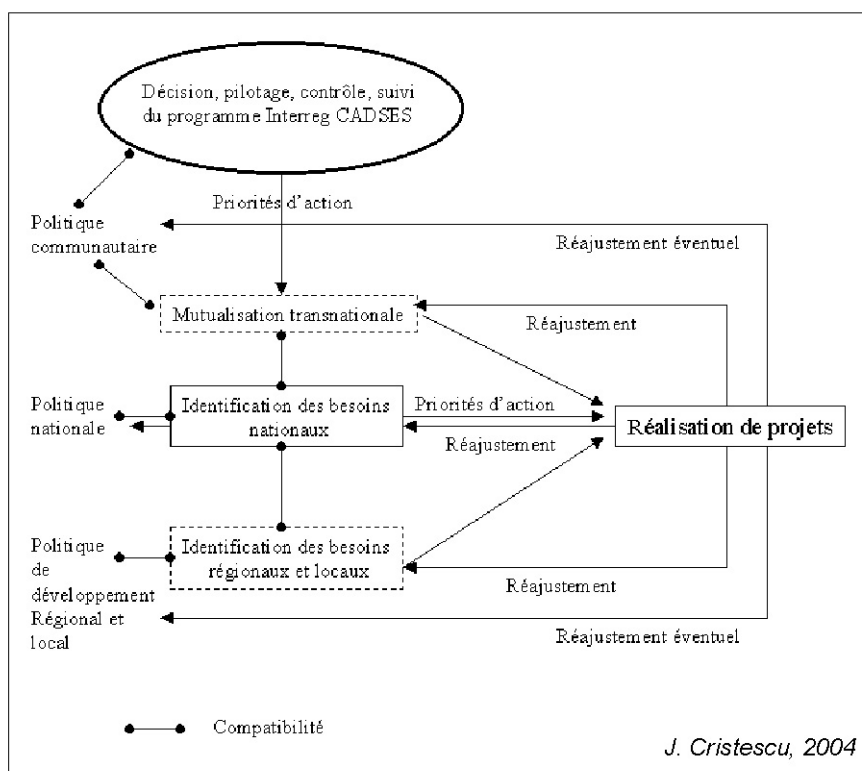 Décision, pilotage, contrôle, suivi
du programme Interreg CADSES
Priorités d'action
Politique
communautaire
Réajustement éventuel
Mutualisation transnationale
Réajustement
Politique
nationale
Identification des besoins
nationaux
Priorités d'action
Réajustement
Réalisation de projets
Politique
de
développement
Régional et
local
Identification des besoins
régionaux et locaux
Réajustement
Réajustement éventuel
Compatibilité
J. Cristescu, 2004